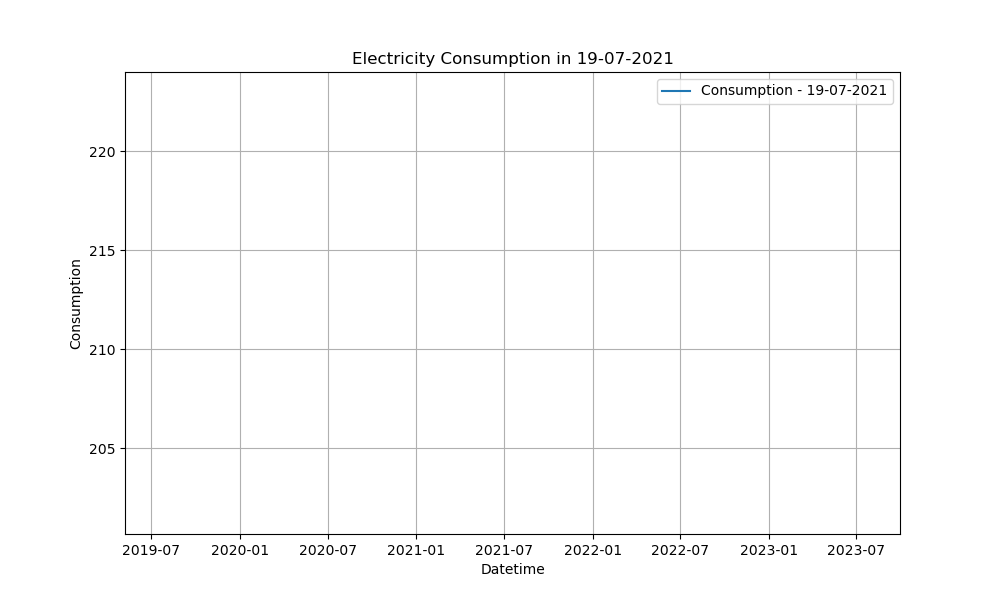 Electricity Consumption in 19-07-2021
Consumption - 19-07-2021
220
215
210
205
Consumption
2019-07 2020-01 2020-07 2021-01 2021-07 2022-01 2022-07 2023-01 2023-07
Datetime